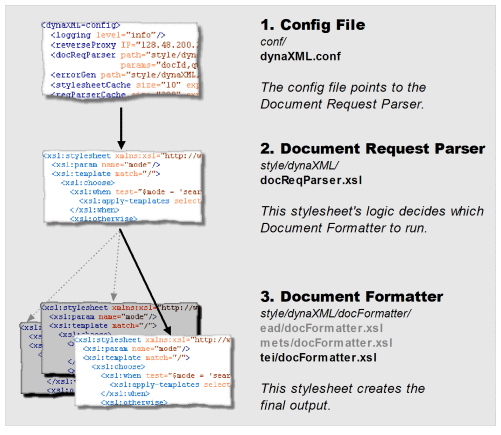 <dynaXML-config>
<logging level="info"/>
<reverseProxy IP="128.48.200.
<docReqParser path="style/dyn
params="docId,q
<errorGen path="style/dynaXML
<stylesheetCache size="10" exp
1. Config File
conf/
dynaXML.conf
The config file points to the
Document Request Parser.
<xsl:stylesheet xmlns:xsl="http://w
<xsl:param name="mode"/>
<xsl:template match="/">
<xsl:choose>
<xsl:when test="$mode = 'sear
<xsl:apply-templates select
</xsl:when>
<xsl:otherwise>
2. Document Request Parser
style/dynaXML/
docReqParser.xsl
This stylesheet's logic decides which
Document Formatter to run.
<xsl:stylesheet xmlns:xsl="http://w
<xsl:param name="mode"/>
<xsl:template match="/">
<xsl:stylesheet xmlns:xsl="http://w
<xsl:param name="mode"/>
<xsl:template match="/">
<xsl:choose>
<xsl:when test="$mode = 'sear
<xsl:apply-templates select
</xsl:when>
<xsl:otherwise>
3. Document Formatter
style/dynaXML/docFormatter/
ead/docFormatter.xsl
mets/docFormatter.xsl
tei/docFormatter.xsl
This stylesheet creates the
final output.